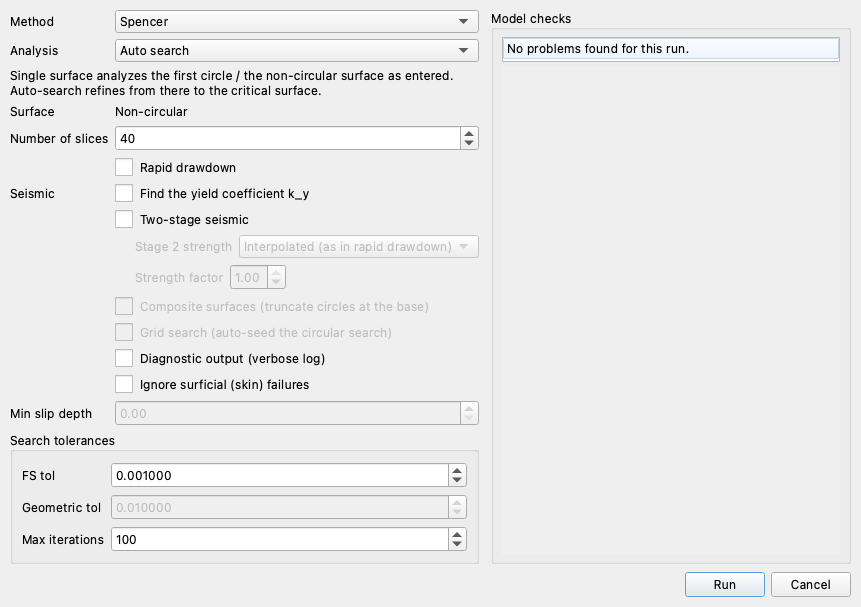 Method Spencer
Analysis Auto search
Single surface analyzes the first circle / the non-circular surface as entered.
Auto-search refines from there to the critical surface.
Surface Non-circular
Number of slices 40
Rapid drawdown
Seismic Find the yield coefficient k_y
Two-stage seismic
Stage 2 strength Interpolated (as in rapid drawdown)
Strength factor 1.00
Composite surfaces (truncate circles at the base)
Grid search (auto-seed the circular search)
Diagnostic output (verbose log)
Ignore surficial (skin) failures
Min slip depth 0.00
Search tolerances
FS tol 0.001000
Geometric tol 0.010000
Max iterations 100
Model checks
No problems found for this run.
Run Cancel